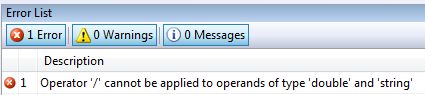 Error List
1 Error 0 Warnings 0 Messages
Description
1 Operator '/' cannot be applied to operands of type 'double' and 'string'